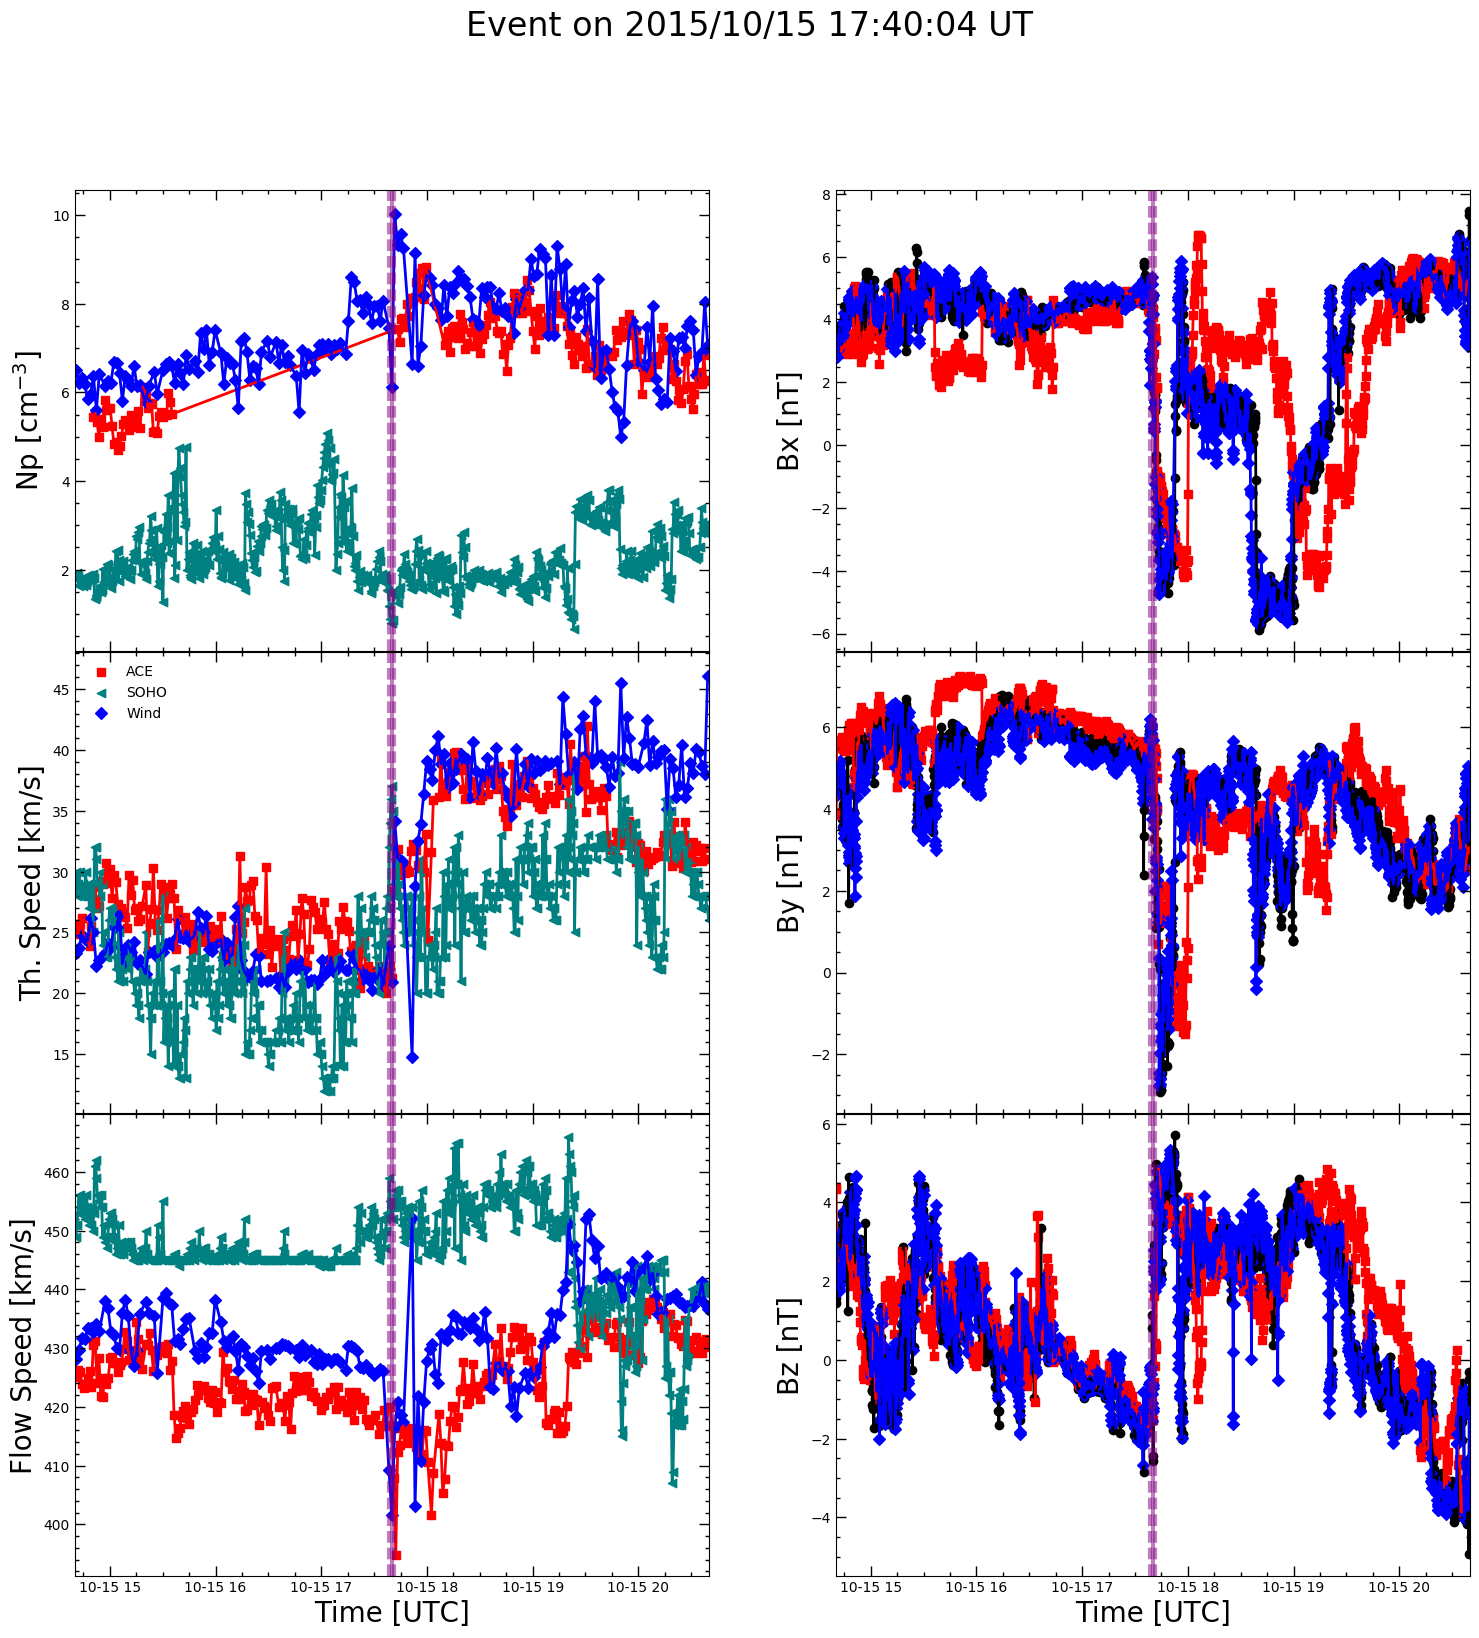 Event on 2015/10/15 17:40:04 UT
Np [cm⁻³]
10
8
6
4
2
Th. Speed [km/s]
ACE
SOHO
Wind
45
40
35
30
25
20
15
Flow Speed [km/s]
460
450
440
430
420
410
400
10-15 15 10-15 16 10-15 17 10-15 18 10-15 19 10-15 20
Time [UTC]
Bx [nT]
8
6
4
2
0
−2
−4
−6
By [nT]
6
4
2
0
−2
Bz [nT]
6
4
2
0
−2
−4
10-15 15 10-15 16 10-15 17 10-15 18 10-15 19 10-15 20
Time [UTC]